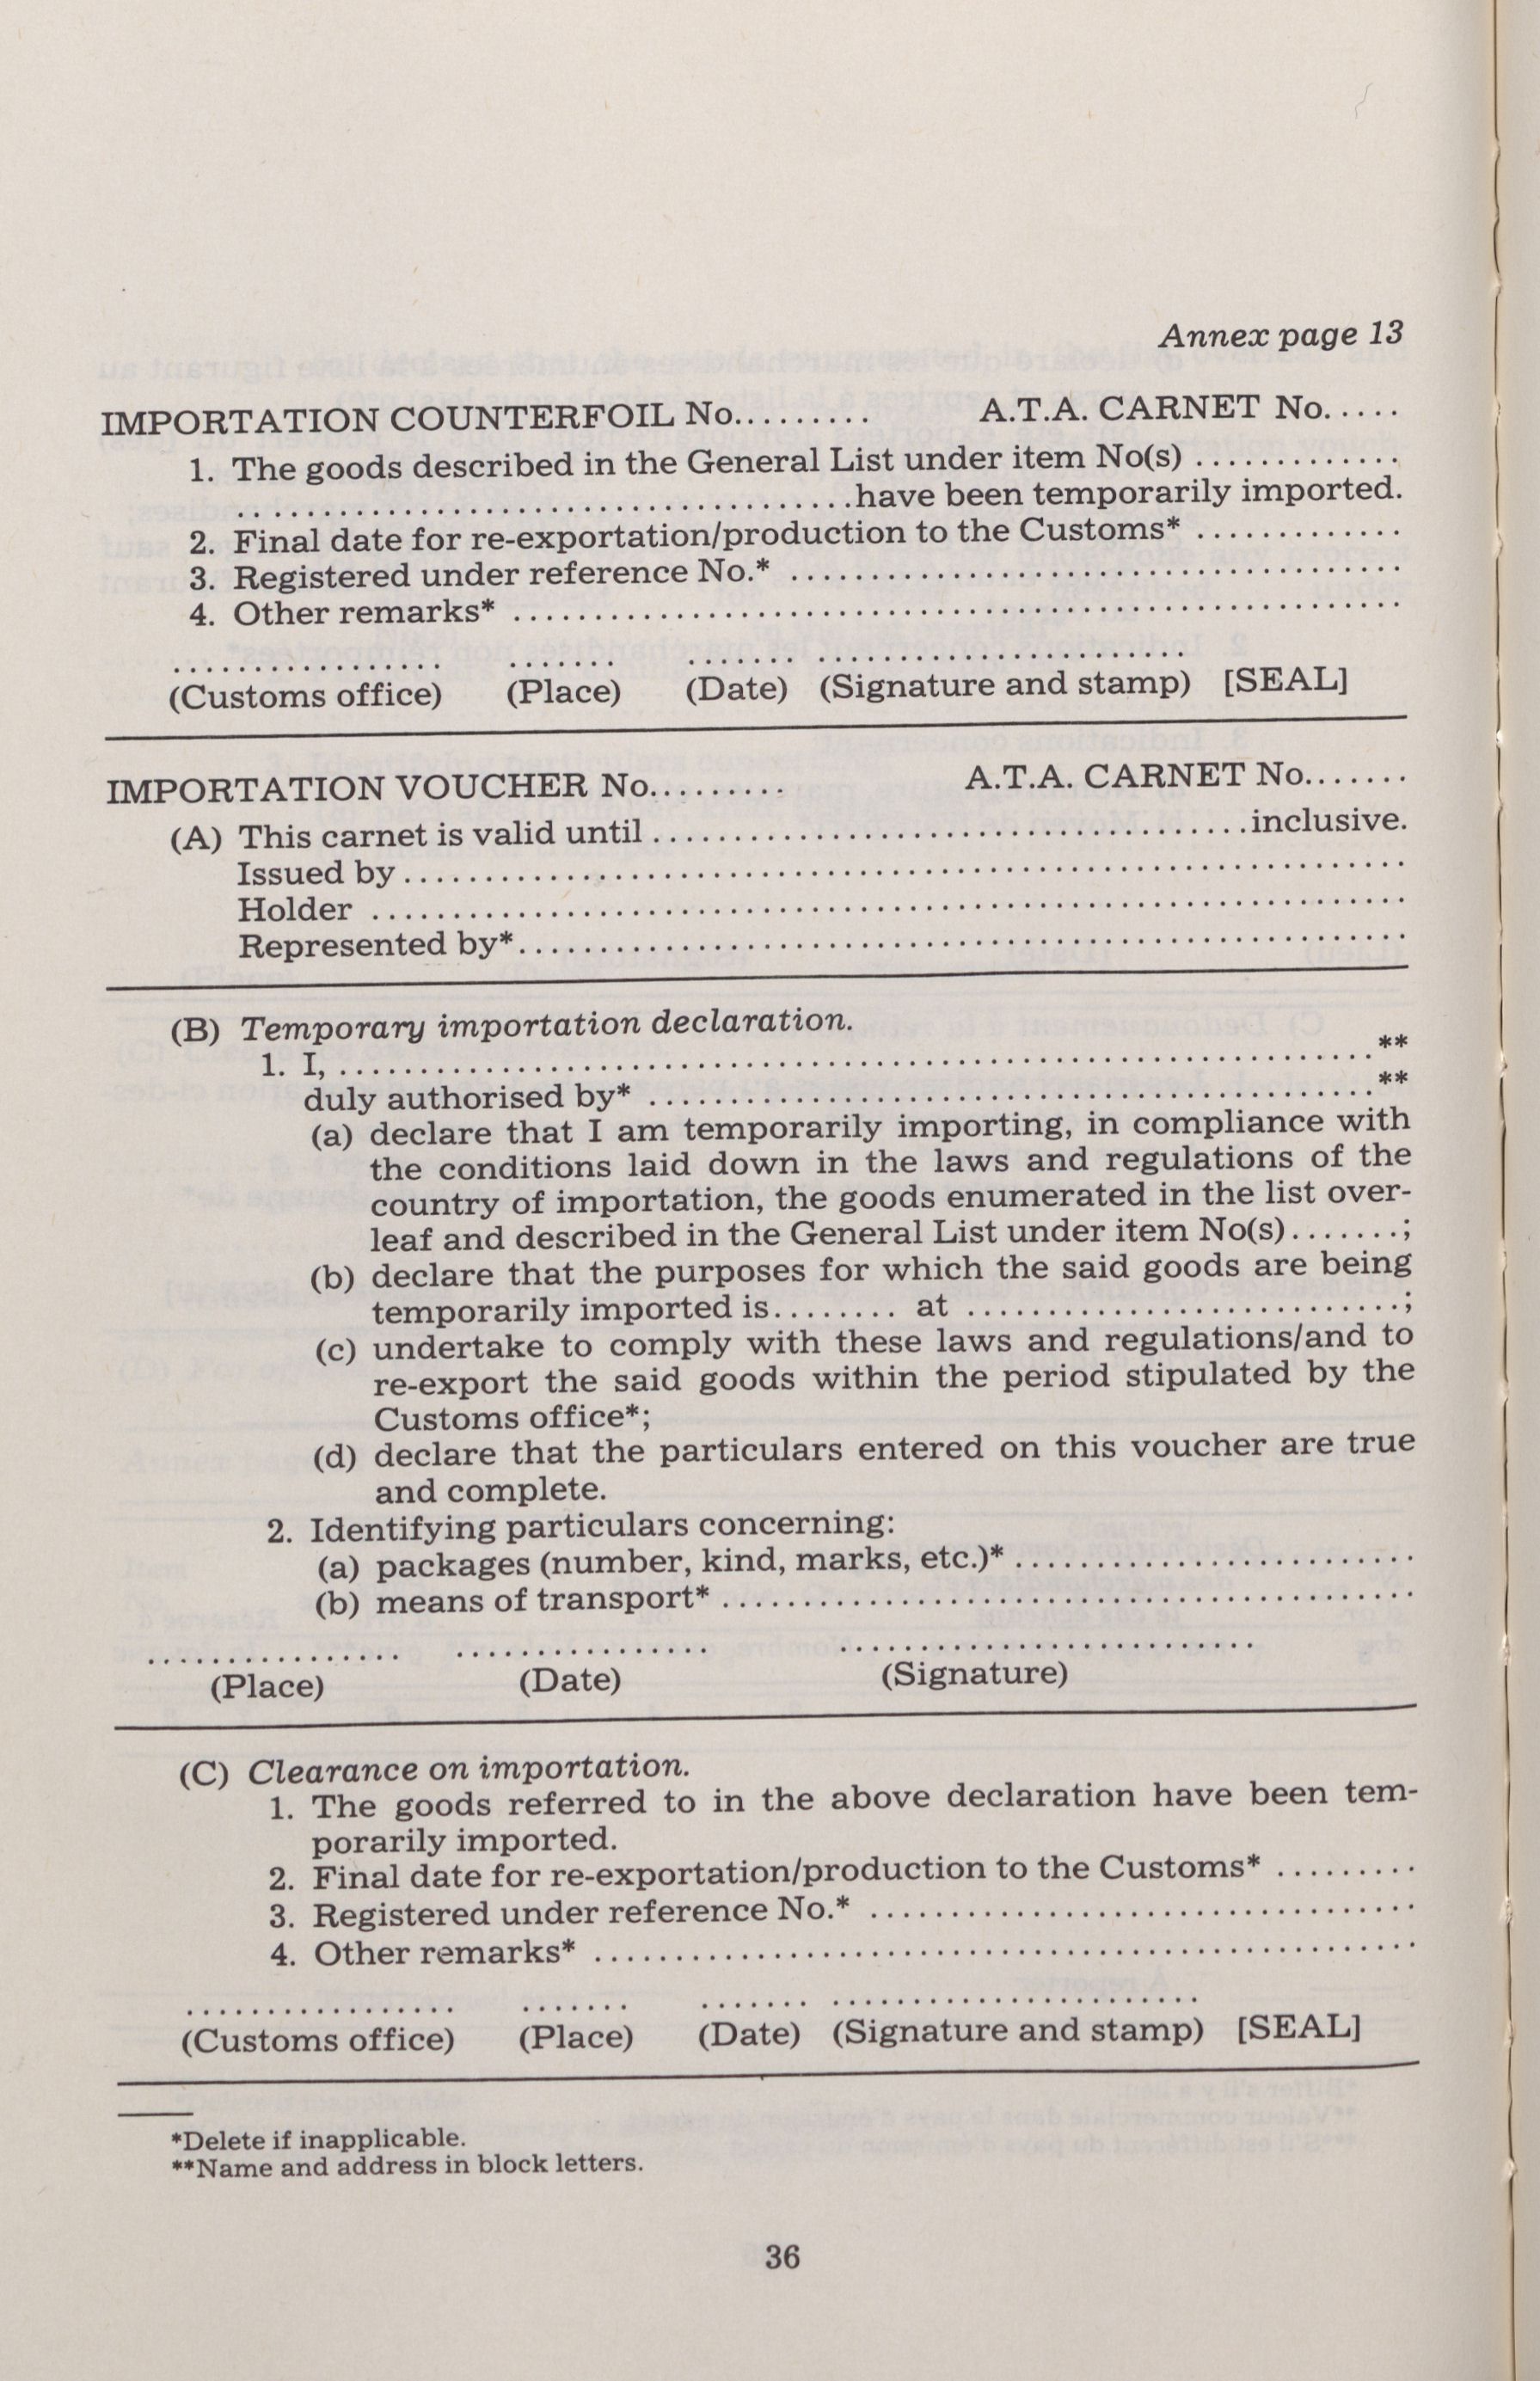 Annex page 13
IMPORTATION COUNTERFOIL No......... A.T.A. CARNET No.....
1. The goods described in the General List under item No(s) .............
......................................have been temporarily imported.
2. Final date for re-exportation/production to the Customs* .............
3. Registered under reference No.* ......................................
4. Other remarks* .......................................................
................. ....... ....... .......................
(Customs office) (Place) (Date) (Signature and stamp) [SEAL]
IMPORTATION VOUCHER No......... A.T.A. CARNET No.......
(A) This carnet is valid until .....................................inclusive.
Issued by ..............................................................
Holder ................................................................
Represented by*.......................................................
(B) Temporary importation declaration.
1. I, ................................................................**
duly authorised by* .............................................**
(a) declare that I am temporarily importing, in compliance with
the conditions laid down in the laws and regulations of the
country of importation, the goods enumerated in the list over-
leaf and described in the General List under item No(s).......;
(b) declare that the purposes for which the said goods are being
temporarily imported is........ at ...........................;
(c) undertake to comply with these laws and regulations/and to
re-export the said goods within the period stipulated by the
Customs office*;
(d) declare that the particulars entered on this voucher are true
and complete.
2. Identifying particulars concerning:
(a) packages (number, kind, marks, etc.)* .........................
(b) means of transport* ...........................................
................ ................ ..........................
(Place) (Date) (Signature)
(C) Clearance on importation.
1. The goods referred to in the above declaration have been tem-
porarily imported.
2. Final date for re-exportation/production to the Customs* .........
3. Registered under reference No.* ..................................
4. Other remarks* ...................................................
................. ....... ....... .......................
(Customs office) (Place) (Date) (Signature and stamp) [SEAL]
*Delete if inapplicable.
**Name and address in block letters.
36